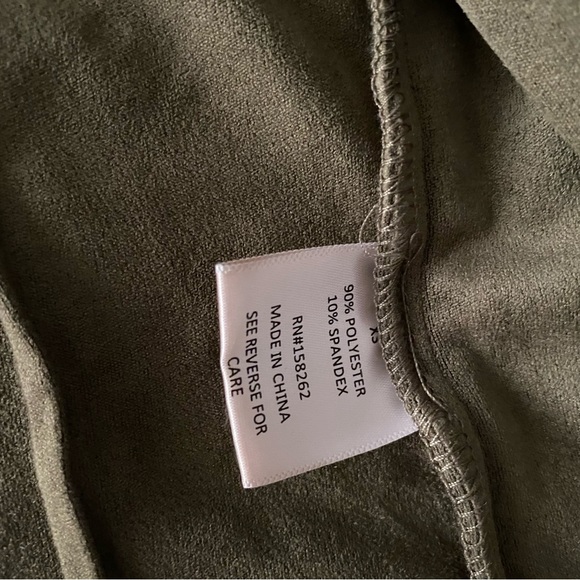 XS
90% POLYESTER
10% SPANDEX
RN#158262
MADE IN CHINA
SEE REVERSE FOR
CARE